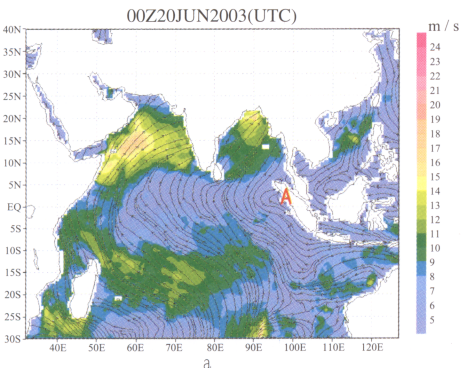 00Z20JUN2003(UTC)
m / s
40N
35N
30N
25N
20N
15N
10N
5N
EQ
5S
10S
15S
20S
25S
30S
24
23
22
21
20
19
18
17
16
15
14
13
12
11
10
9
8
7
6
5
A
40E 50E 60E 70E 80E 90E 100E 110E 120E
a